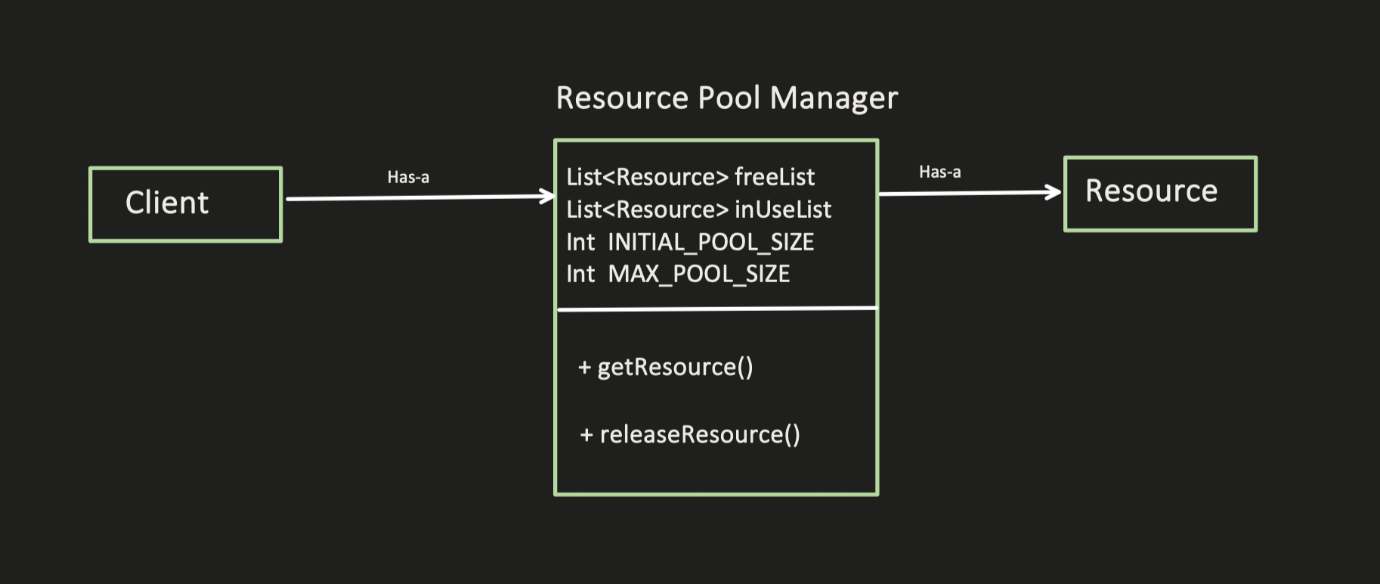 Resource Pool Manager
Client
Has-a
List<Resource> freeList
List<Resource> inUseList
Int INITIAL_POOL_SIZE
Int MAX_POOL_SIZE
+ getResource()
+ releaseResource()
Has-a
Resource